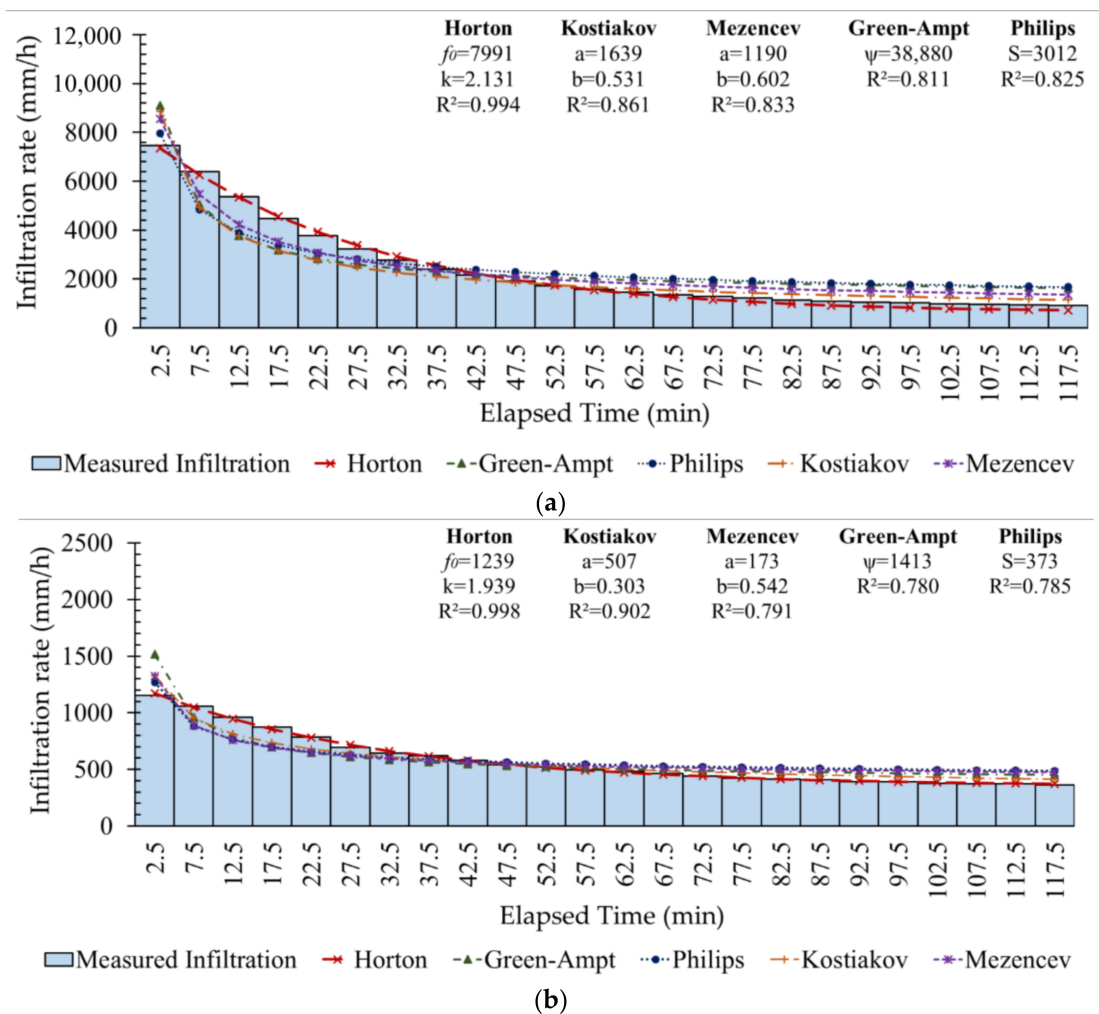 Horton Kostiakov Mezencev Green-Ampt Philips
f₀=7991 a=1639 a=1190 ψ=38,880 S=3012
k=2.131 b=0.531 b=0.602 R²=0.811 R²=0.825
R²=0.994 R²=0.861 R²=0.833
Infiltration rate (mm/h)
12,000
10,000
8000
6000
4000
2000
0
2.5 7.5 12.5 17.5 22.5 27.5 32.5 37.5 42.5 47.5 52.5 57.5 62.5 67.5 72.5 77.5 82.5 87.5 92.5 97.5 102.5 107.5 112.5 117.5
Elapsed Time (min)
Measured Infiltration Horton Green-Ampt Philips Kostiakov Mezencev
(a)
Horton Kostiakov Mezencev Green-Ampt Philips
f₀=1239 a=507 a=173 ψ=1413 S=373
k=1.939 b=0.303 b=0.542 R²=0.780 R²=0.785
R²=0.998 R²=0.902 R²=0.791
Infiltration rate (mm/h)
2500
2000
1500
1000
500
0
2.5 7.5 12.5 17.5 22.5 27.5 32.5 37.5 42.5 47.5 52.5 57.5 62.5 67.5 72.5 77.5 82.5 87.5 92.5 97.5 102.5 107.5 112.5 117.5
Elapsed Time (min)
Measured Infiltration Horton Green-Ampt Philips Kostiakov Mezencev
(b)